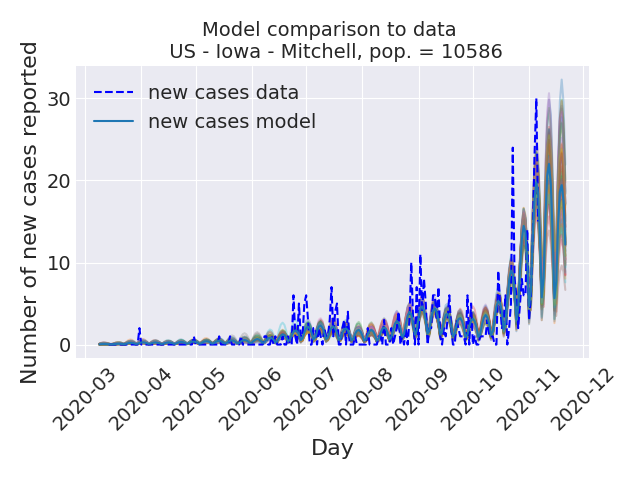 Model comparison to data
US - Iowa - Mitchell, pop. = 10586
Number of new cases reported
30
20
10
0
new cases data
new cases model
2020-03
2020-04
2020-05
2020-06
2020-07
2020-08
2020-09
2020-10
2020-11
2020-12
Day